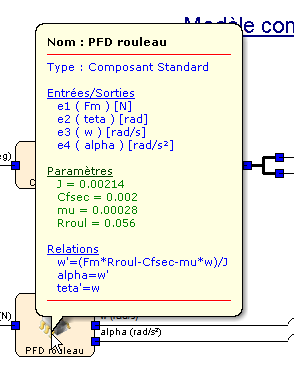 Modèle con
Nom : PFD rouleau
Type : Composant Standard
Entrées/Sorties
e1 ( Fm ) [N]
e2 ( teta ) [rad]
e3 ( w ) [rad/s]
e4 ( alpha ) [rad/s²]
Paramètres
J = 0.00214
Cfsec = 0.002
mu = 0.00028
Rroul = 0.056
Relations
w'=(Fm*Rroul-Cfsec-mu*w)/J
alpha=w'
teta'=w
alpha (rad/s²)
PFD rouleau